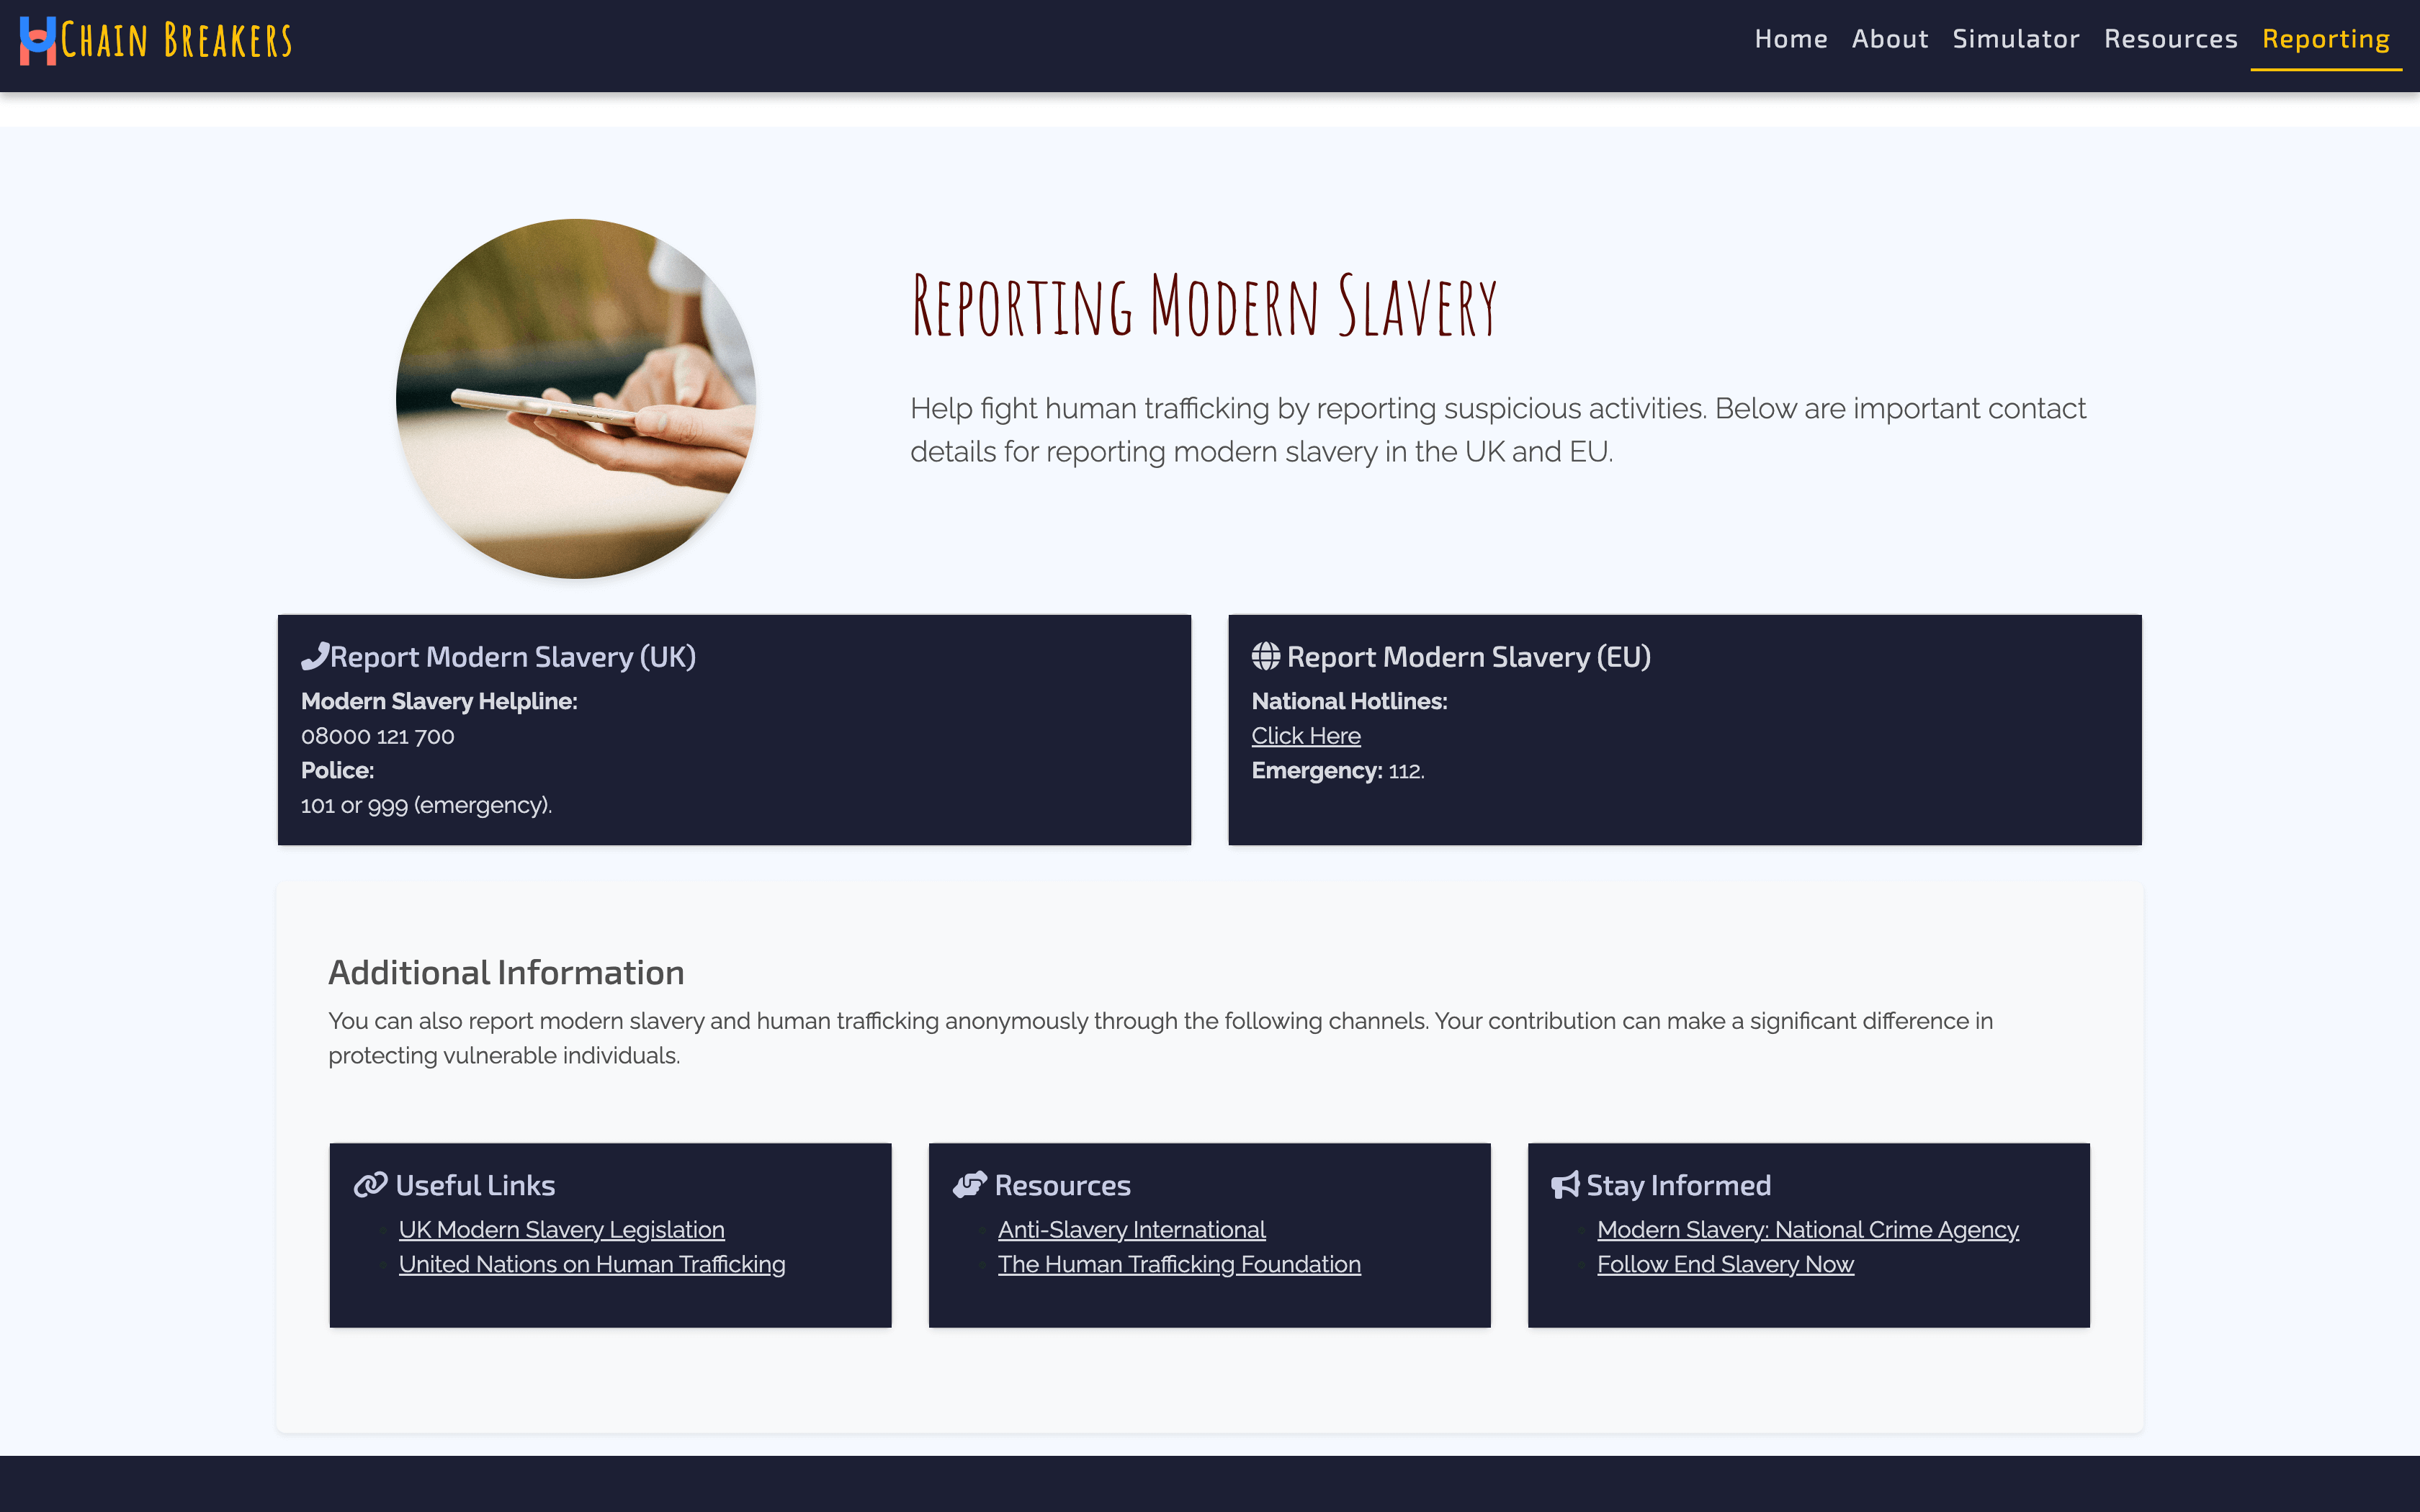 Chain Breakers
Home About Simulator Resources Reporting
Reporting Modern Slavery
Help fight human trafficking by reporting suspicious activities. Below are important contact
details for reporting modern slavery in the UK and EU.
Report Modern Slavery (UK)
Modern Slavery Helpline:
08000 121 700
Police:
101 or 999 (emergency).
Report Modern Slavery (EU)
National Hotlines:
Click Here
Emergency: 112.
Additional Information
You can also report modern slavery and human trafficking anonymously through the following channels. Your contribution can make a significant difference in
protecting vulnerable individuals.
Useful Links
UK Modern Slavery Legislation
United Nations on Human Trafficking
Resources
Anti-Slavery International
The Human Trafficking Foundation
Stay Informed
Modern Slavery: National Crime Agency
Follow End Slavery Now